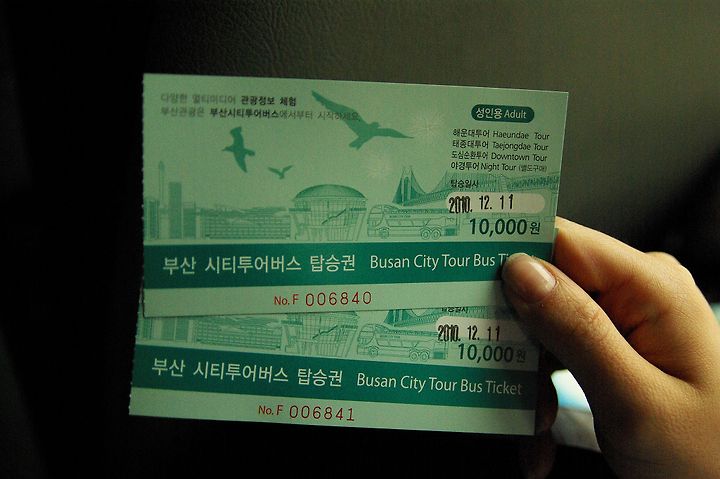 다양한 멀티미디어 관광정보 체험
부산관광은 부산시티투어버스에서부터 시작하세요.
성인용 Adult
해운대투어 Haeundae Tour
태종대투어 Taejongdae Tour
도심순환투어 Downtown Tour
야경투어 Night Tour (별도구매)
탑승일시
2010. 12. 11
10,000원
부산 시티투어버스 탑승권 Busan City Tour Bus Ticket
No. F 006840
2010. 12. 11
10,000원
부산 시티투어버스 탑승권 Busan City Tour Bus Ticket
No. F 006841